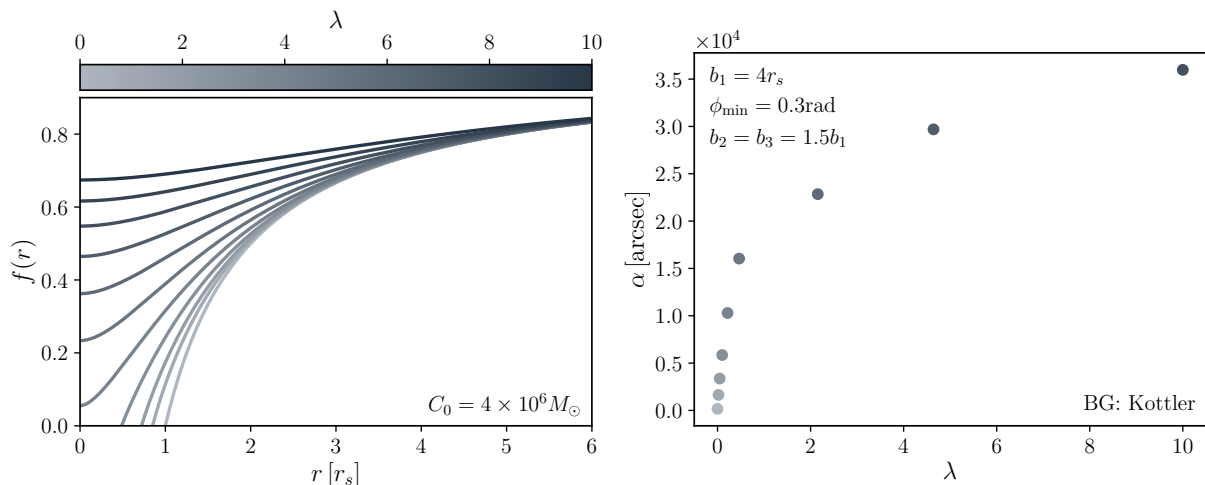 λ
0 2 4 6 8 10
f(r)
0.8
0.6
0.4
0.2
0.0
C₀ = 4 × 10⁶M⊙
0 1 2 3 4 5 6
r [rₛ]
×10⁴
α [arcsec]
3.5
3.0
2.5
2.0
1.5
1.0
0.5
0.0
b₁ = 4rₛ
ϕ_min = 0.3rad
b₂ = b₃ = 1.5b₁
BG: Kottler
0 2 4 6 8 10
λ